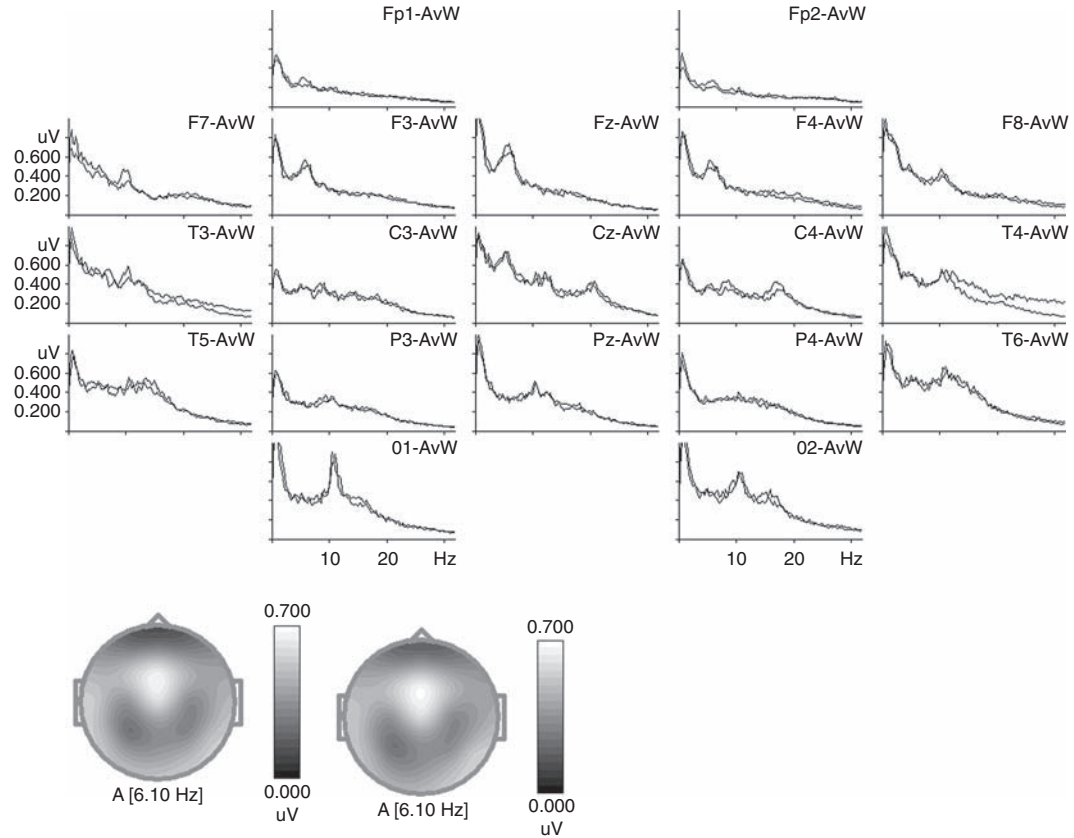 Fp1-AvW Fp2-AvW
F7-AvW F3-AvW Fz-AvW F4-AvW F8-AvW
uV
0.600
0.400
0.200
T3-AvW C3-AvW Cz-AvW C4-AvW T4-AvW
uV
0.600
0.400
0.200
T5-AvW P3-AvW Pz-AvW P4-AvW T6-AvW
uV
0.600
0.400
0.200
01-AvW 02-AvW
10 20 Hz 10 20 Hz
0.700 0.700
A [6.10 Hz] A [6.10 Hz]
0.000 0.000
uV uV